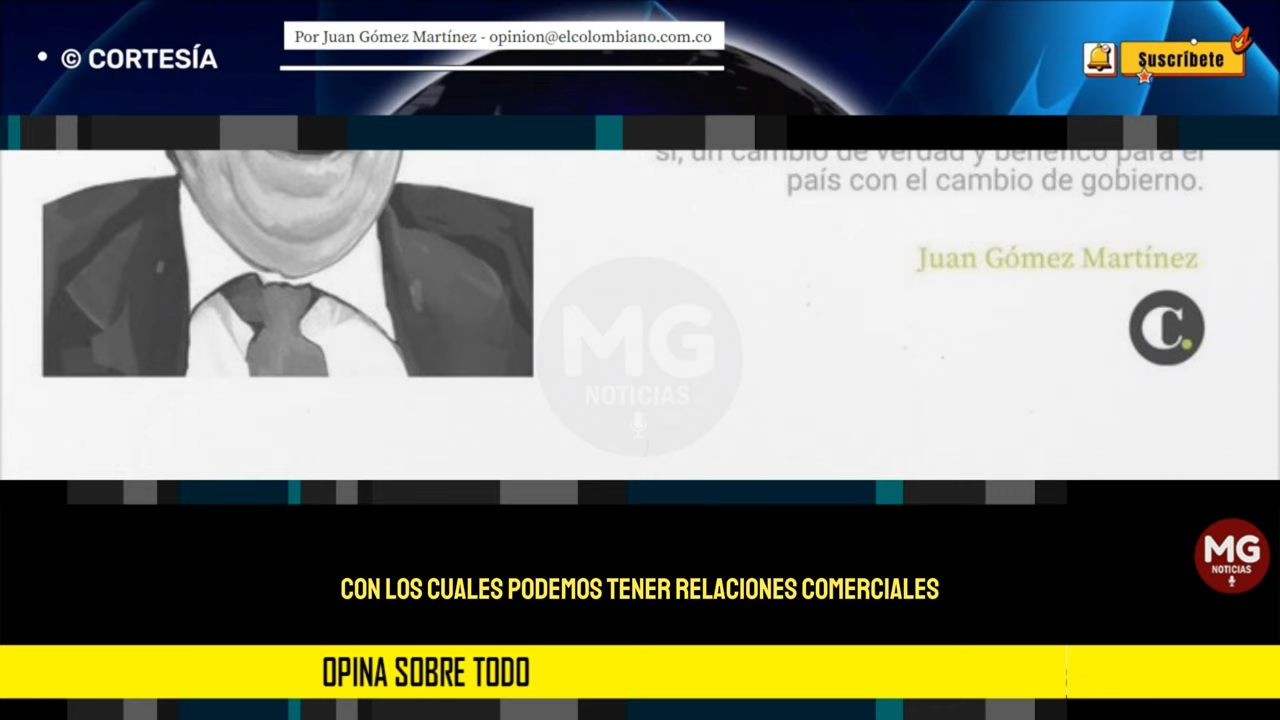 Por Juan Gómez Martínez - opinion@elcolombiano.com.co
• © CORTESÍA
Suscríbete
sí, un cambio de verdad y benéfico para el
país con el cambio de gobierno.
Juan Gómez Martínez
C.
MG
NOTICIAS
MG
NOTICIAS
CON LOS CUALES PODEMOS TENER RELACIONES COMERCIALES
OPINA SOBRE TODO